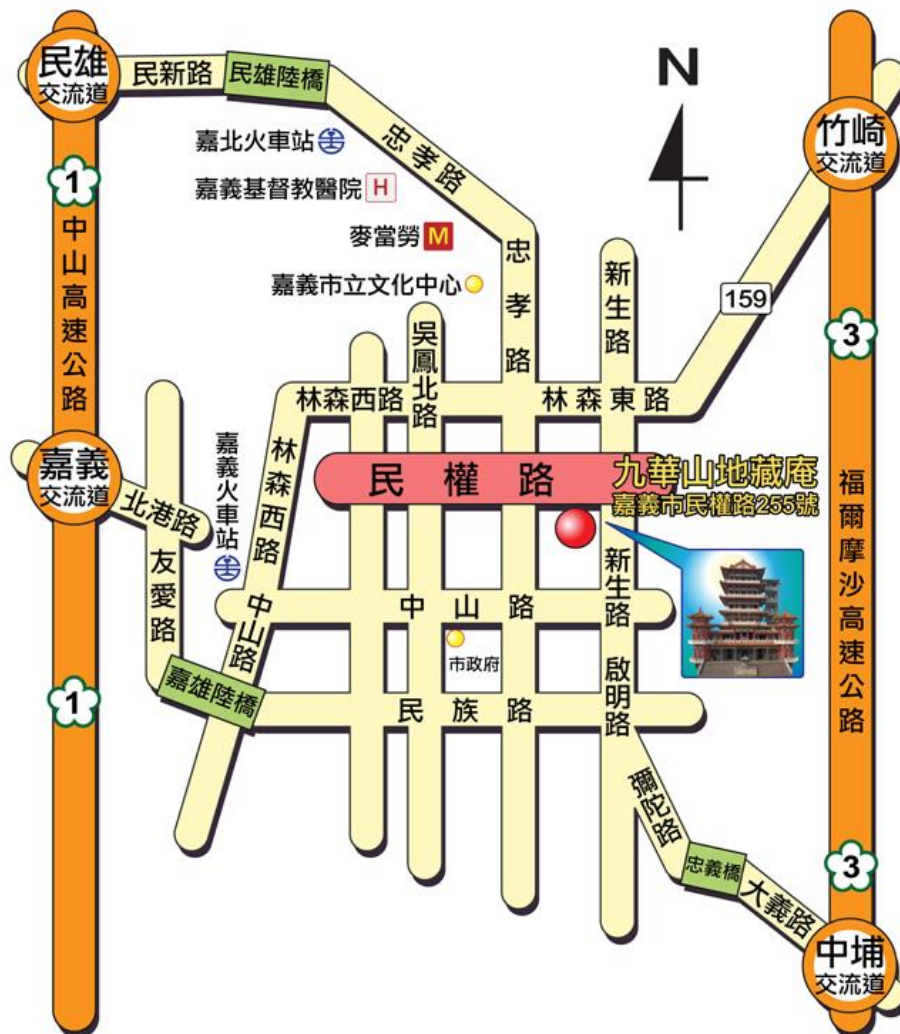 民雄
交流道
民新路
民雄陸橋
N
竹崎
交流道
嘉北火車站
忠孝路
嘉義基督教醫院 H
1
麥當勞 M
中山高速公路
忠孝路
新生路
嘉義市立文化中心
159
3
吳鳳北路
林森西路
林森東路
嘉義
交流道
北港路
嘉義火車站
林森西路
民權路
九華山地藏庵
嘉義市民權路255號
福爾摩沙高速公路
友愛路
新生路
中山路
中山路
市政府
嘉雄陸橋
1
民族路
啟明路
彌陀路
忠義橋
3
大義路
中埔
交流道